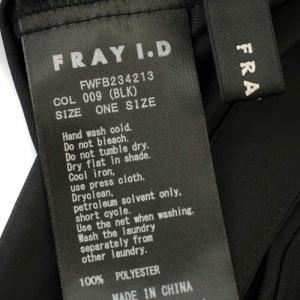 FRAY I.D
FWFB234213
COL 009 (BLK)
SIZE ONE SIZE
Hand wash cold.
Do not bleach.
Do not tumble dry.
Dry flat in shade.
Cool iron,
use press cloth.
Dryclean,
petroleum solvent only,
short cycle.
Use the net when washing.
Wash the laundry
separately from
other laundry.
100% POLYESTER
MADE IN CHINA
FRAY